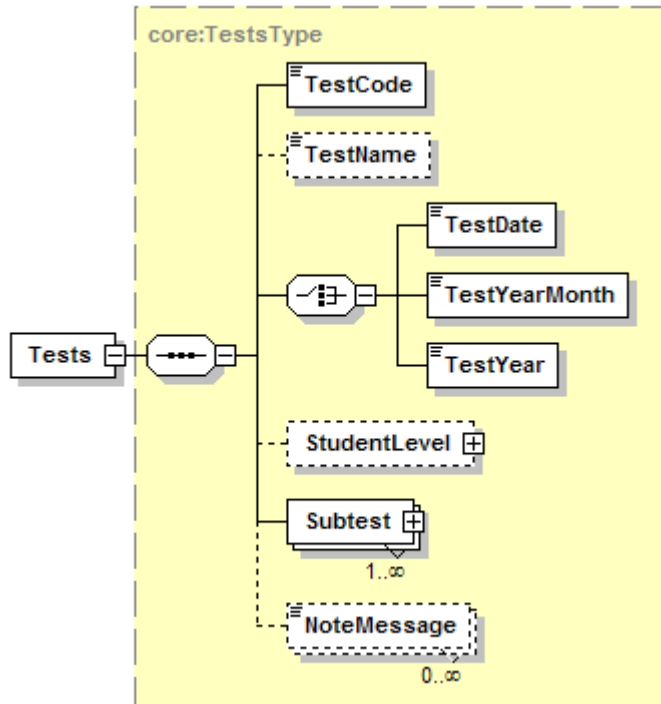 core:TestsType
TestCode
TestName
TestDate
TestYearMonth
TestYear
Tests
StudentLevel
Subtest
1..∞
NoteMessage
0..∞